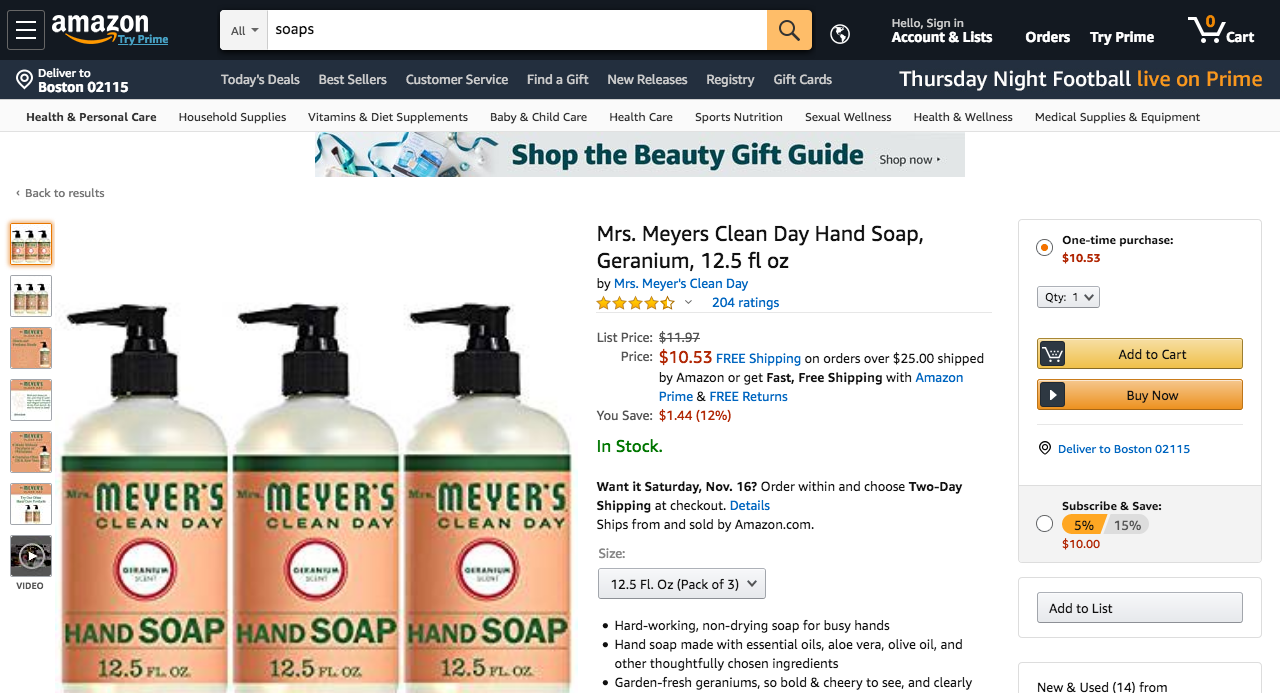 amazon
Try Prime
All
soaps
Hello, Sign in
Account & Lists
Orders
Try Prime
0
Cart
Deliver to
Boston 02115
Today's Deals
Best Sellers
Customer Service
Find a Gift
New Releases
Registry
Gift Cards
Thursday Night Football live on Prime
Health & Personal Care
Household Supplies
Vitamins & Diet Supplements
Baby & Child Care
Health Care
Sports Nutrition
Sexual Wellness
Health & Wellness
Medical Supplies & Equipment
Shop the Beauty Gift Guide
Shop now ▸
‹ Back to results
VIDEO
Mrs. MEYER'S
CLEAN DAY
GERANIUM
SCENT
HAND SOAP
12.5 FL. OZ.
Mrs. MEYER'S
CLEAN DAY
GERANIUM
SCENT
HAND SOAP
12.5 FL. OZ.
Mrs. MEYER'S
CLEAN DAY
GERANIUM
SCENT
HAND SOAP
12.5 FL. OZ.
Mrs. Meyers Clean Day Hand Soap,
Geranium, 12.5 fl oz
by Mrs. Meyer's Clean Day
204 ratings
List Price: $11.97
Price: $10.53 FREE Shipping on orders over $25.00 shipped
by Amazon or get Fast, Free Shipping with Amazon
Prime & FREE Returns
You Save: $1.44 (12%)
In Stock.
Want it Saturday, Nov. 16? Order within and choose Two-Day
Shipping at checkout. Details
Ships from and sold by Amazon.com.
Size:
12.5 Fl. Oz (Pack of 3)
• Hard-working, non-drying soap for busy hands
• Hand soap made with essential oils, aloe vera, olive oil, and
other thoughtfully chosen ingredients
• Garden-fresh geraniums, so bold & cheery to see, and clearly
One-time purchase:
$10.53
Qty: 1
Add to Cart
Buy Now
Deliver to Boston 02115
Subscribe & Save:
5% 15%
$10.00
Add to List
New & Used (14) from